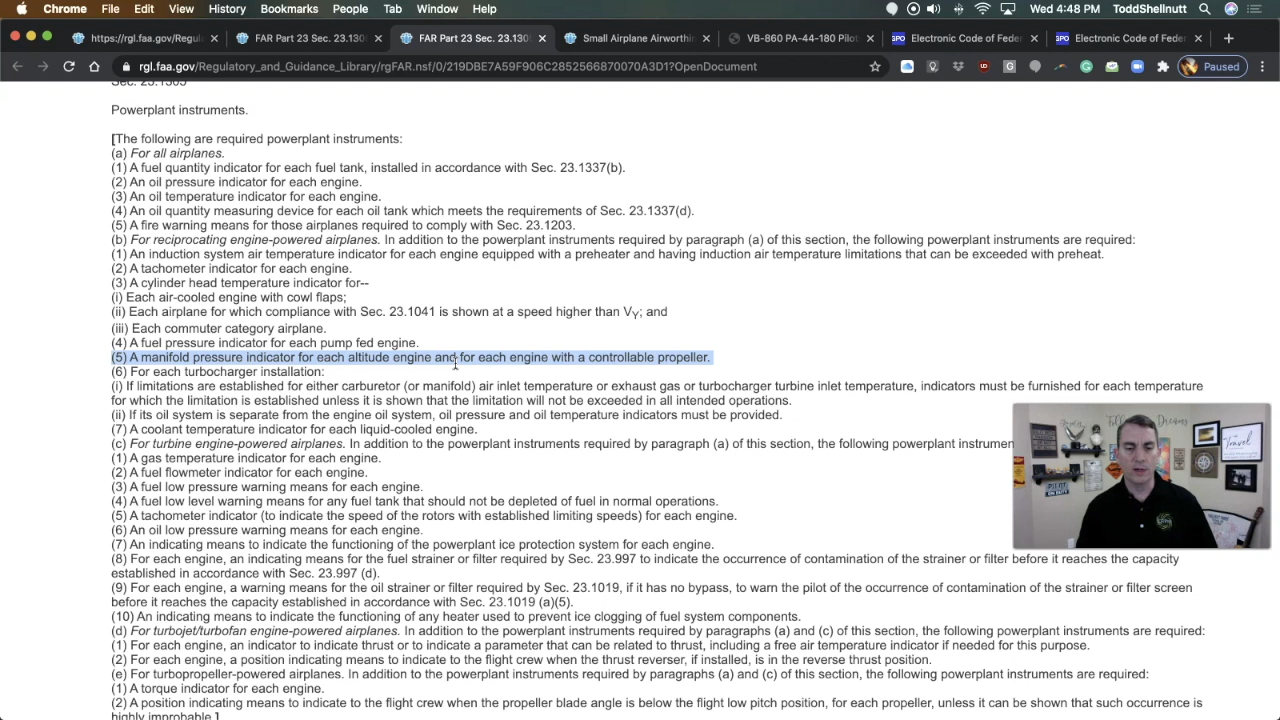 Chrome File Edit View History Bookmarks People Tab Window Help Wed 4:48 PM ToddShellnutt
https://rgl.faa.gov/Regula FAR Part 23 Sec. 23.130 FAR Part 23 Sec. 23.130 Small Airplane Airworthin VB-860 PA-44-180 Pilot Electronic Code of Feder Electronic Code of Feder
rgl.faa.gov/Regulatory_and_Guidance_Library/rgFAR.nsf/0/219DBE7A59F906C2852566870070A3D1?OpenDocument Paused
Sec. 23.1305
Powerplant instruments.
[The following are required powerplant instruments:
(a) For all airplanes.
(1) A fuel quantity indicator for each fuel tank, installed in accordance with Sec. 23.1337(b).
(2) An oil pressure indicator for each engine.
(3) An oil temperature indicator for each engine.
(4) An oil quantity measuring device for each oil tank which meets the requirements of Sec. 23.1337(d).
(5) A fire warning means for those airplanes required to comply with Sec. 23.1203.
(b) For reciprocating engine-powered airplanes. In addition to the powerplant instruments required by paragraph (a) of this section, the following powerplant instruments are required:
(1) An induction system air temperature indicator for each engine equipped with a preheater and having induction air temperature limitations that can be exceeded with preheat.
(2) A tachometer indicator for each engine.
(3) A cylinder head temperature indicator for--
(i) Each air-cooled engine with cowl flaps;
(ii) Each airplane for which compliance with Sec. 23.1041 is shown at a speed higher than VY; and
(iii) Each commuter category airplane.
(4) A fuel pressure indicator for each pump fed engine.
(5) A manifold pressure indicator for each altitude engine and for each engine with a controllable propeller.
(6) For each turbocharger installation:
(i) If limitations are established for either carburetor (or manifold) air inlet temperature or exhaust gas or turbocharger turbine inlet temperature, indicators must be furnished for each temperature
for which the limitation is established unless it is shown that the limitation will not be exceeded in all intended operations.
(ii) If its oil system is separate from the engine oil system, oil pressure and oil temperature indicators must be provided.
(7) A coolant temperature indicator for each liquid-cooled engine.
(c) For turbine engine-powered airplanes. In addition to the powerplant instruments required by paragraph (a) of this section, the following powerplant instrumen
(1) A gas temperature indicator for each engine.
(2) A fuel flowmeter indicator for each engine.
(3) A fuel low pressure warning means for each engine.
(4) A fuel low level warning means for any fuel tank that should not be depleted of fuel in normal operations.
(5) A tachometer indicator (to indicate the speed of the rotors with established limiting speeds) for each engine.
(6) An oil low pressure warning means for each engine.
(7) An indicating means to indicate the functioning of the powerplant ice protection system for each engine.
(8) For each engine, an indicating means for the fuel strainer or filter required by Sec. 23.997 to indicate the occurrence of contamination of the strainer or filter before it reaches the capacity
established in accordance with Sec. 23.997 (d).
(9) For each engine, a warning means for the oil strainer or filter required by Sec. 23.1019, if it has no bypass, to warn the pilot of the occurrence of contamination of the strainer or filter screen
before it reaches the capacity established in accordance with Sec. 23.1019 (a)(5).
(10) An indicating means to indicate the functioning of any heater used to prevent ice clogging of fuel system components.
(d) For turbojet/turbofan engine-powered airplanes. In addition to the powerplant instruments required by paragraphs (a) and (c) of this section, the following powerplant instruments are required:
(1) For each engine, an indicator to indicate thrust or to indicate a parameter that can be related to thrust, including a free air temperature indicator if needed for this purpose.
(2) For each engine, a position indicating means to indicate to the flight crew when the thrust reverser, if installed, is in the reverse thrust position.
(e) For turbopropeller-powered airplanes. In addition to the powerplant instruments required by paragraphs (a) and (c) of this section, the following powerplant instruments are required:
(1) A torque indicator for each engine.
(2) A position indicating means to indicate to the flight crew when the propeller blade angle is below the flight low pitch position, for each propeller, unless it can be shown that such occurrence is
highly improbable.]